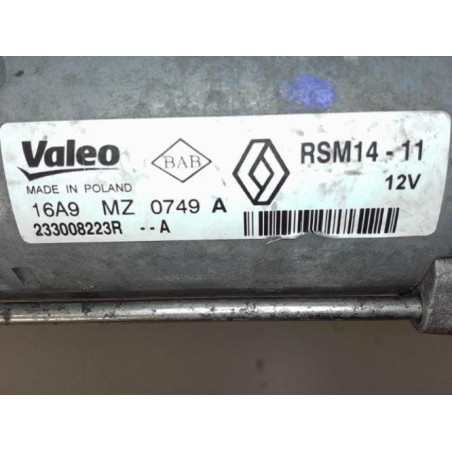 Valeo BAB RSM14-11
MADE IN POLAND 12V
16A9 MZ 0749 A
233008223R --A